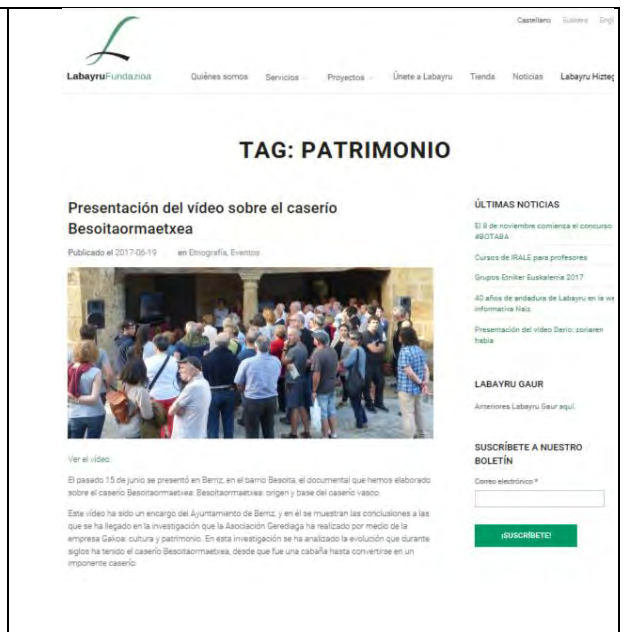 Castellano Euskera Engl
LabayruFundazioa
Quiénes somos Servicios Proyectos Únete a Labayru Tienda Noticias Labayru Hizteg
TAG: PATRIMONIO
Presentación del vídeo sobre el caserío
Besoitaormaetxea
Publicado el 2017-06-19 en Etnografía, Eventos
Ver el vídeo.
El pasado 15 de junio se presentó en Berriz, en el barrio Besoita, el documental que hemos elaborado
sobre el caserío Besoitaormaetxea: Besoitaormaetxea: origen y base del caserío vasco.
Este vídeo ha sido un encargo del Ayuntamiento de Berriz, y en él se muestran las conclusiones a las
que se ha llegado en la investigación que la Asociación Gerediaga ha realizado por medio de la
empresa Gakoa: cultura y patrimonio. En esta investigación se ha analizado la evolución que durante
siglos ha tenido el caserío Besoitaormaetxea, desde que fue una cabaña hasta convertirse en un
imponente caserío.
ÚLTIMAS NOTICIAS
El 8 de noviembre comienza el concurso
#BOTABA
Cursos de IRALE para profesores
Grupos Etniker Euskalerria 2017
40 años de andadura de Labayru en la we
informativa Naiz
Presentación del vídeo Derio: zoriaren
habia
LABAYRU GAUR
Anteriores Labayru Gaur aquí.
SUSCRÍBETE A NUESTRO
BOLETÍN
Correo electrónico *
¡SUSCRÍBETE!